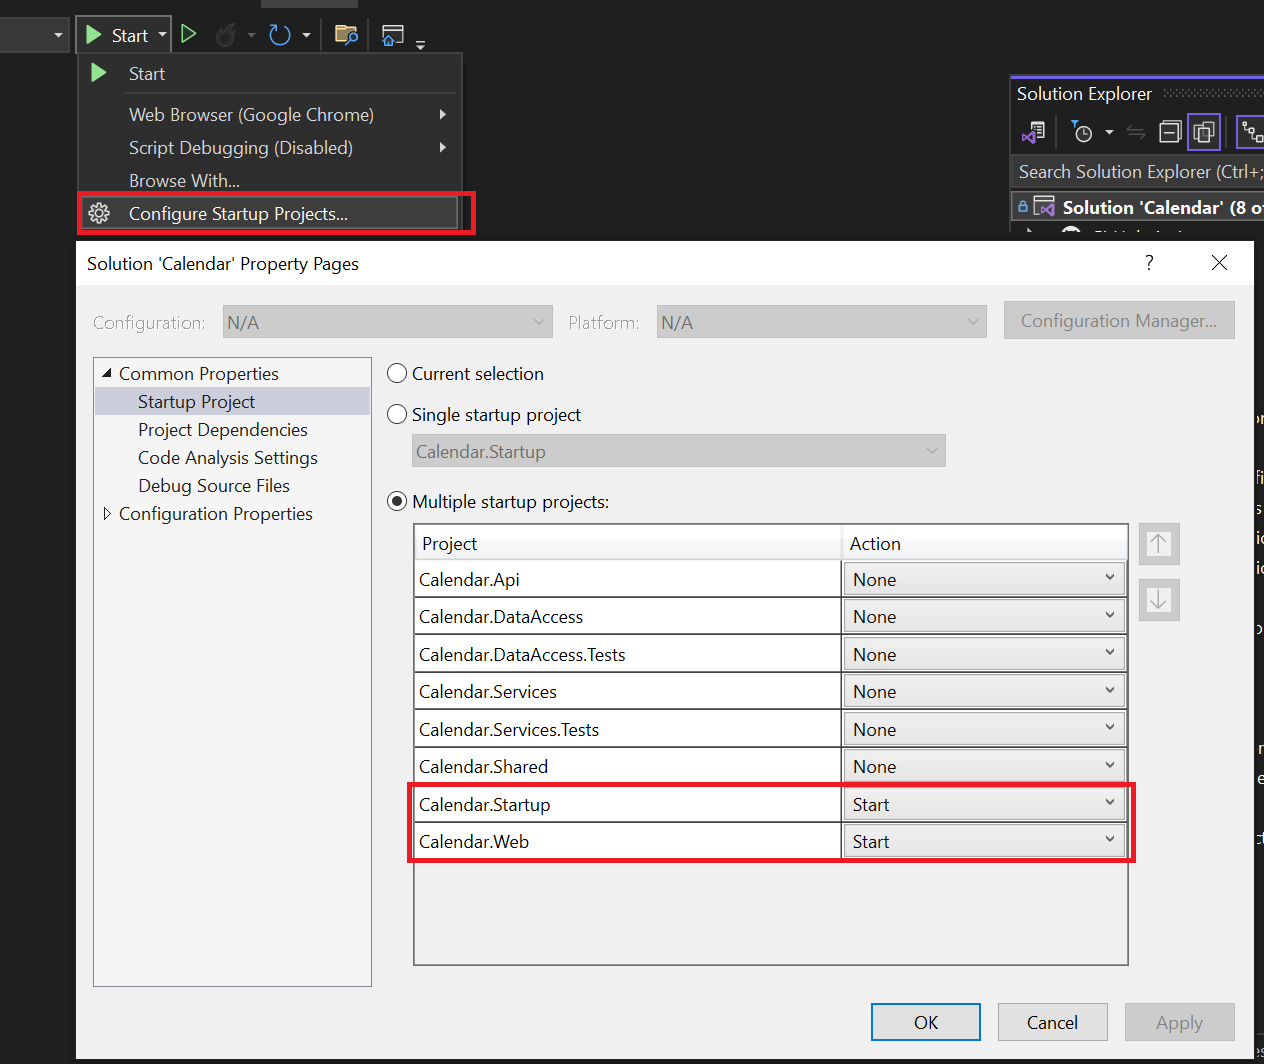 Start
Start
Web Browser (Google Chrome)
Script Debugging (Disabled)
Browse With...
Configure Startup Projects...
Solution Explorer
Search Solution Explorer (Ctrl+;
Solution 'Calendar' (8 o
Solution 'Calendar' Property Pages
?
Configuration: N/A Platform: N/A Configuration Manager...
Common Properties
Startup Project
Project Dependencies
Code Analysis Settings
Debug Source Files
Configuration Properties
Current selection
Single startup project
Calendar.Startup
Multiple startup projects:
Project Action
Calendar.Api None
Calendar.DataAccess None
Calendar.DataAccess.Tests None
Calendar.Services None
Calendar.Services.Tests None
Calendar.Shared None
Calendar.Startup Start
Calendar.Web Start
OK Cancel Apply